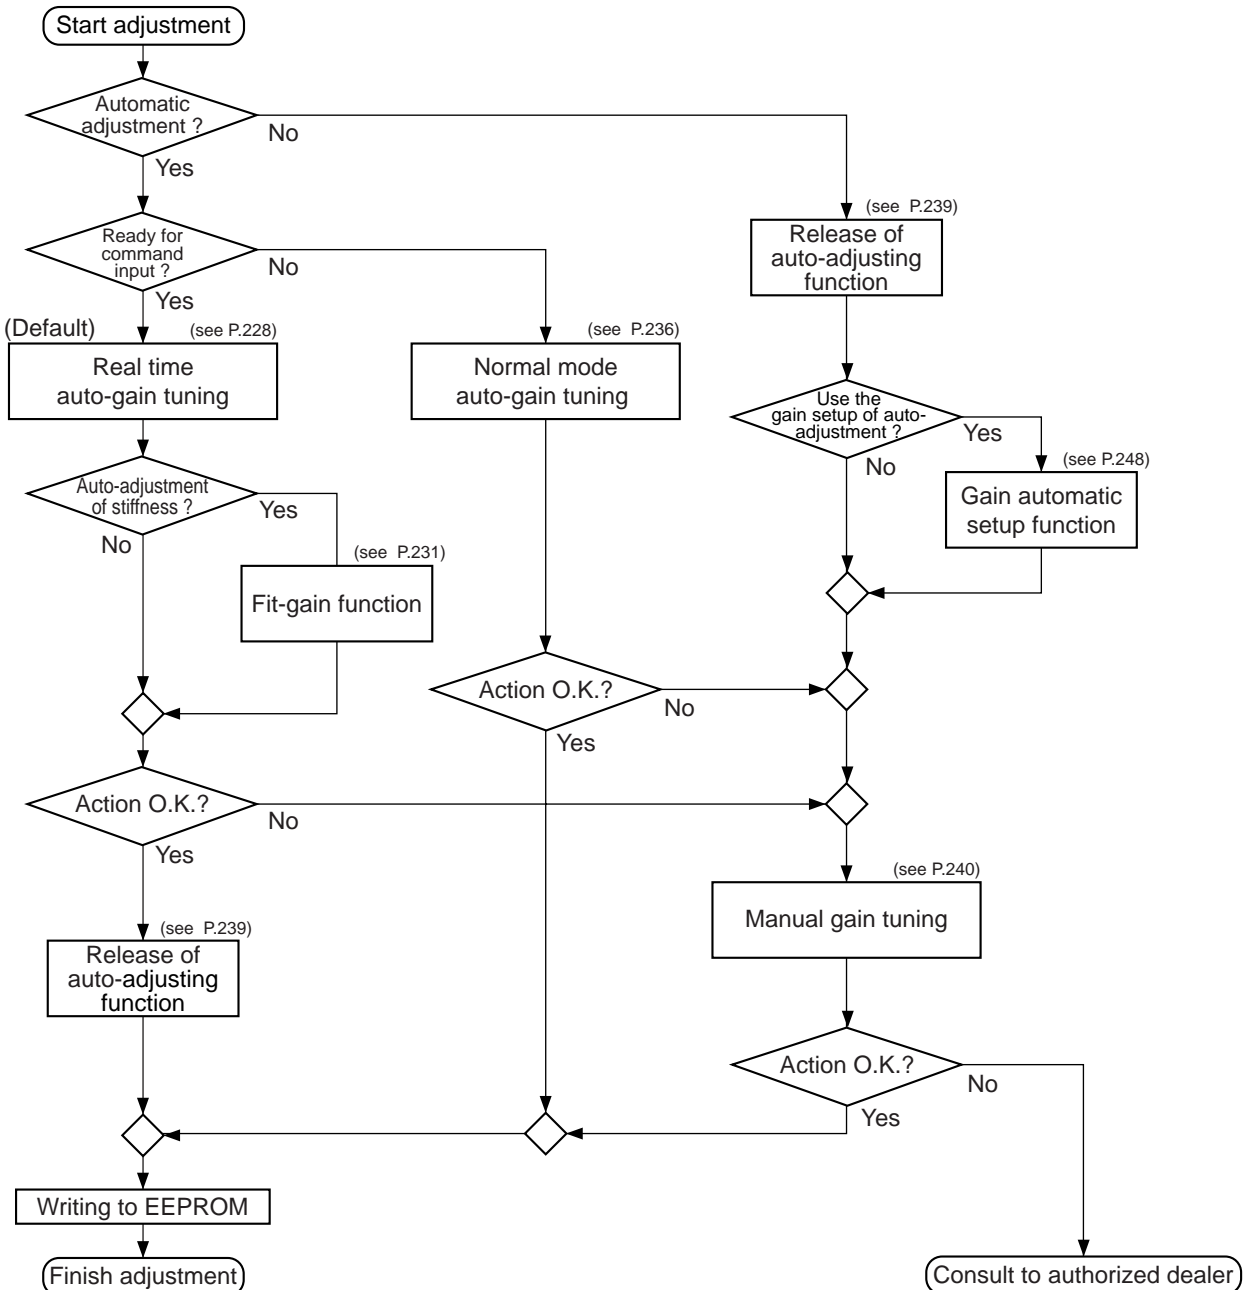 Start adjustment
Automatic
adjustment ?
No
Yes
Ready for
command
input ?
No
Yes
(see P.239)
Release of
auto-adjusting
function
(Default)
(see P.228)
Real time
auto-gain tuning
(see P.236)
Normal mode
auto-gain tuning
Use the
gain setup of auto-
adjustment ?
Yes
No
(see P.248)
Gain automatic
setup function
Auto-adjustment
of stiffness ?
Yes
No
(see P.231)
Fit-gain function
Action O.K.?
No
Yes
Action O.K.?
No
Yes
(see P.240)
Manual gain tuning
(see P.239)
Release of
auto-adjusting
function
Action O.K.?
No
Yes
Writing to EEPROM
Finish adjustment
Consult to authorized dealer